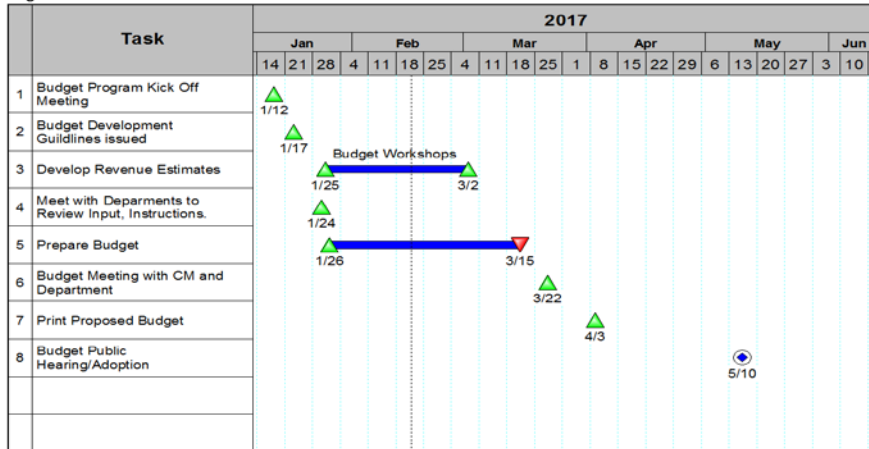 Task
2017
Jan Feb Mar Apr May Jun
14 21 28 4 11 18 25 4 11 18 25 1 8 15 22 29 6 13 20 27 3 10
1 Budget Program Kick Off
Meeting
1/12
2 Budget Development
Guildlines issued
1/17
Budget Workshops
3 Develop Revenue Estimates
1/25 3/2
4 Meet with Deparments to
Review Input, Instructions.
1/24
5 Prepare Budget
1/26 3/15
6 Budget Meeting with CM and
Department
3/22
7 Print Proposed Budget
4/3
8 Budget Public
Hearing/Adoption
5/10